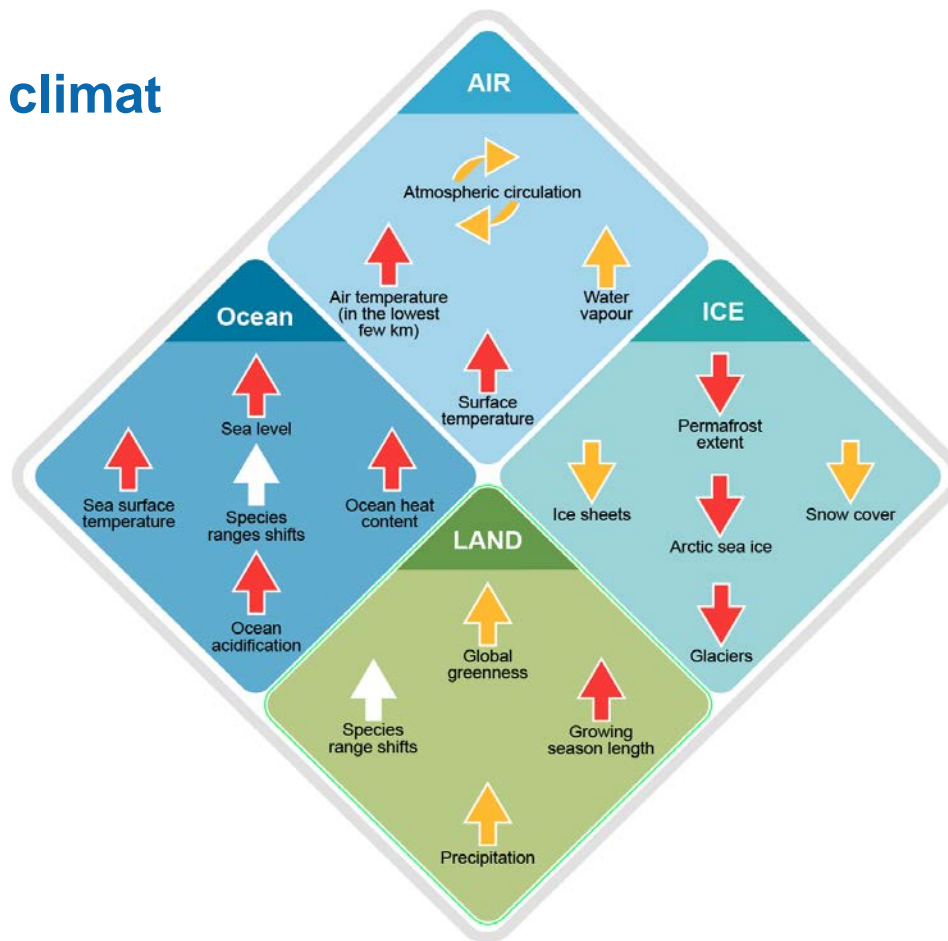 climat
AIR
Atmospheric circulation
Air temperature
(in the lowest
few km)
Water
vapour
Surface
temperature
Ocean
Sea level
Sea surface
temperature
Species
ranges shifts
Ocean heat
content
Ocean
acidification
ICE
Permafrost
extent
Ice sheets
Snow cover
Arctic sea ice
Glaciers
LAND
Global
greenness
Species
range shifts
Growing
season length
Precipitation